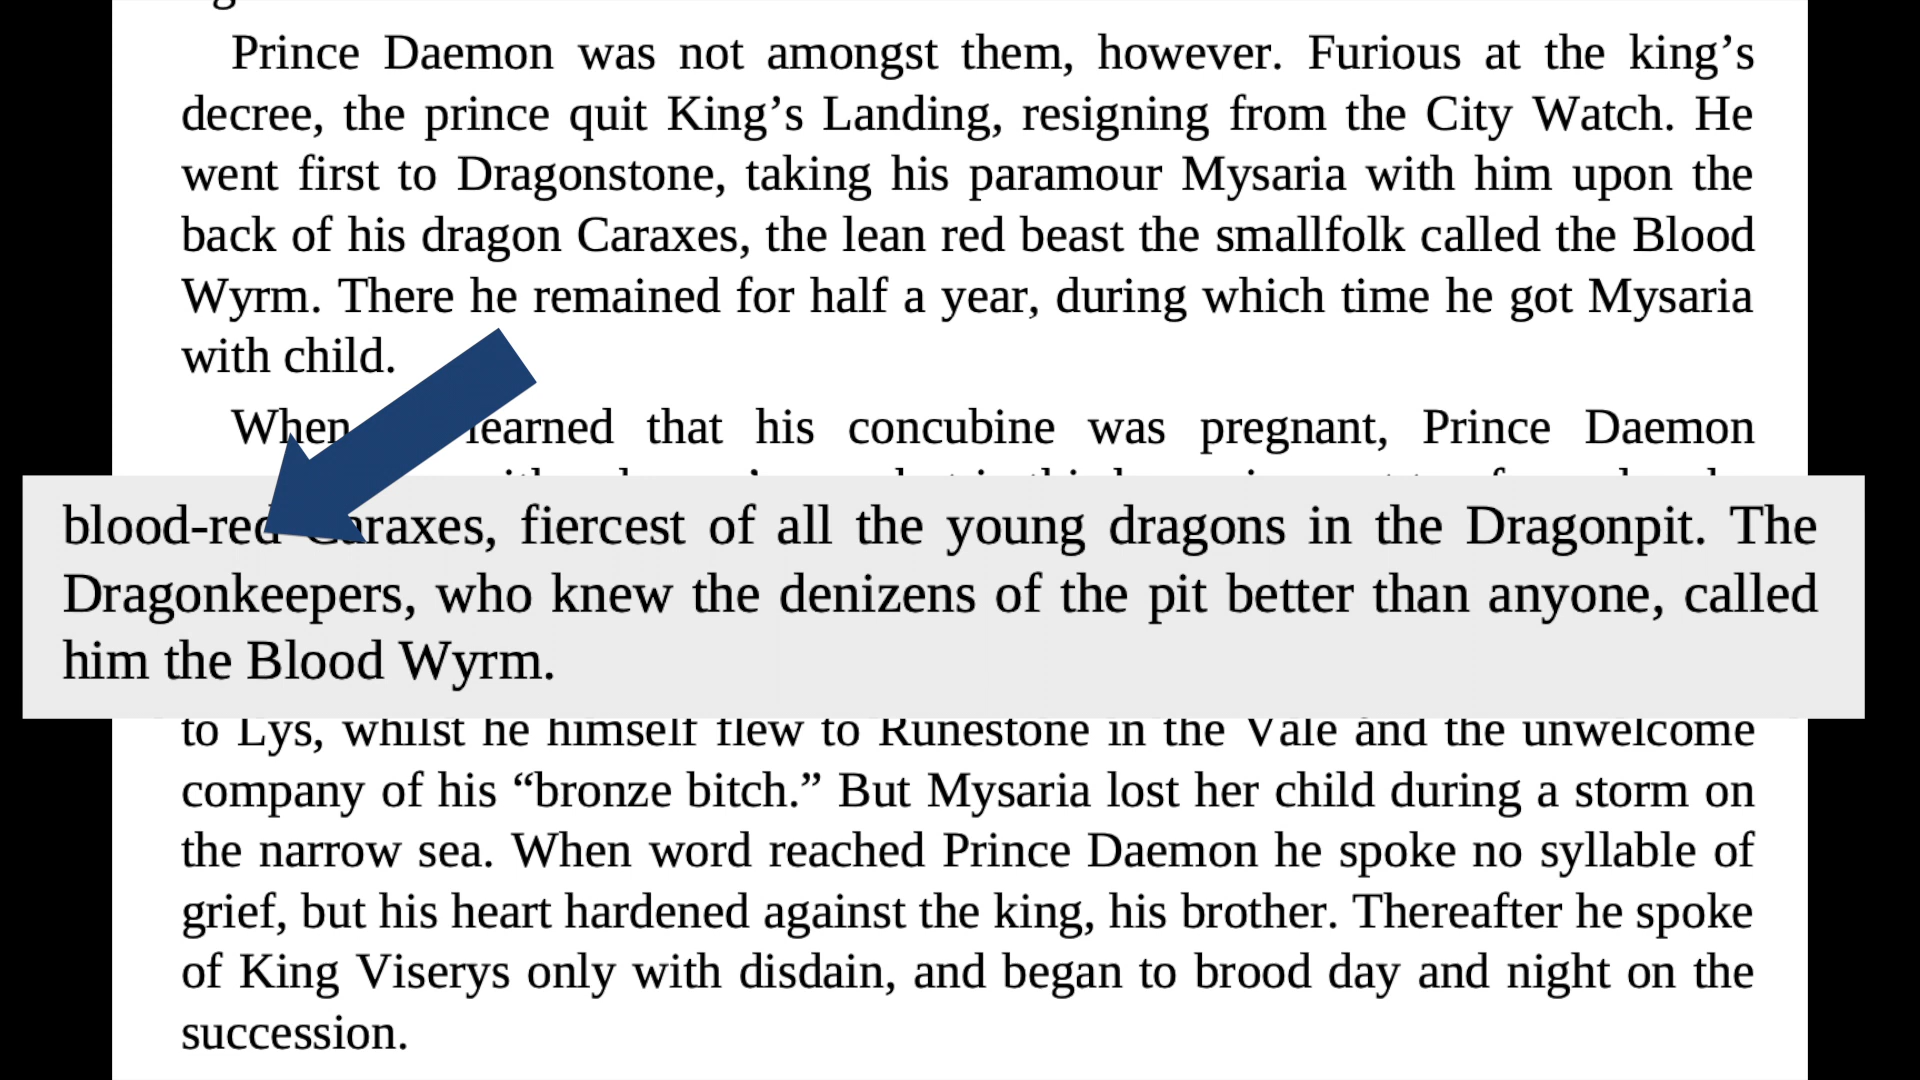 Prince Daemon was not amongst them, however. Furious at the king’s
decree, the prince quit King’s Landing, resigning from the City Watch. He
went first to Dragonstone, taking his paramour Mysaria with him upon the
back of his dragon Caraxes, the lean red beast the smallfolk called the Blood
Wyrm. There he remained for half a year, during which time he got Mysaria
with child.
When learned that his concubine was pregnant, Prince Daemon
blood-red Caraxes, fiercest of all the young dragons in the Dragonpit. The
Dragonkeepers, who knew the denizens of the pit better than anyone, called
him the Blood Wyrm.
to Lys, whilst he himself flew to Runestone in the Vale and the unwelcome
company of his “bronze bitch.” But Mysaria lost her child during a storm on
the narrow sea. When word reached Prince Daemon he spoke no syllable of
grief, but his heart hardened against the king, his brother. Thereafter he spoke
of King Viserys only with disdain, and began to brood day and night on the
succession.